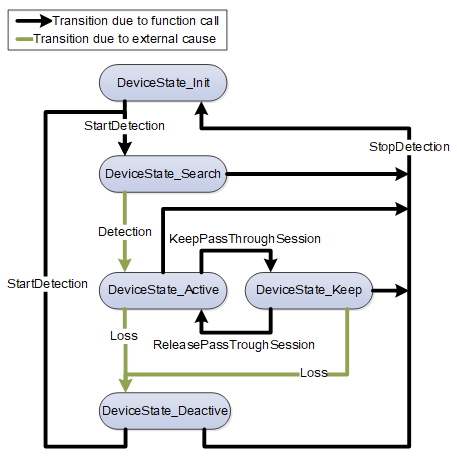 Transition due to function call
Transition due to external cause
DeviceState_Init
StartDetection
StopDetection
DeviceState_Search
Detection
KeepPassThroughSession
StartDetection
DeviceState_Active
DeviceState_Keep
Loss
ReleasePassTroughSession
Loss
DeviceState_Deactive